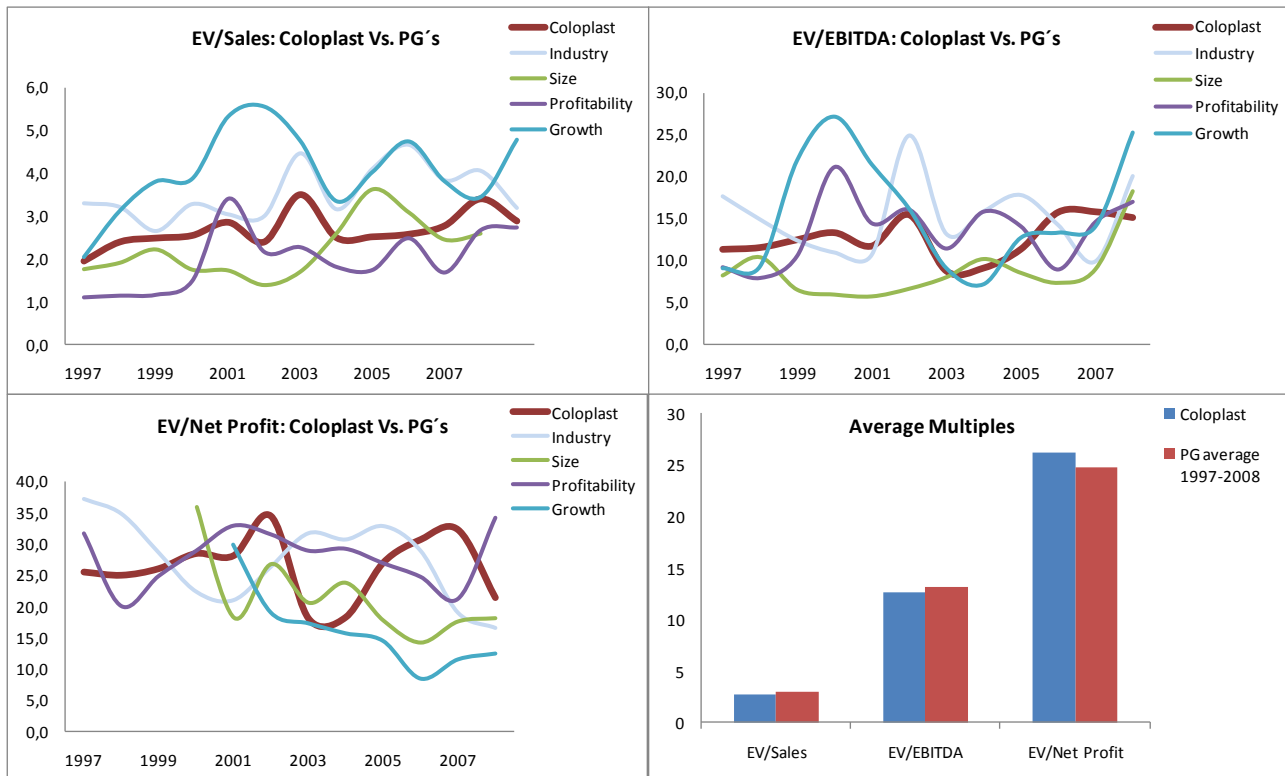 EV/Sales: Coloplast Vs. PG´s
Coloplast
Industry
Size
Profitability
Growth
6,0
5,0
4,0
3,0
2,0
1,0
0,0
1997 1999 2001 2003 2005 2007
EV/EBITDA: Coloplast Vs. PG´s
Coloplast
Industry
Size
Profitability
Growth
30,0
25,0
20,0
15,0
10,0
5,0
0,0
1997 1999 2001 2003 2005 2007
EV/Net Profit: Coloplast Vs. PG´s
Coloplast
Industry
Size
Profitability
Growth
40,0
35,0
30,0
25,0
20,0
15,0
10,0
5,0
0,0
1997 1999 2001 2003 2005 2007
Average Multiples
Coloplast
PG average
1997-2008
30
25
20
15
10
5
0
EV/Sales EV/EBITDA EV/Net Profit